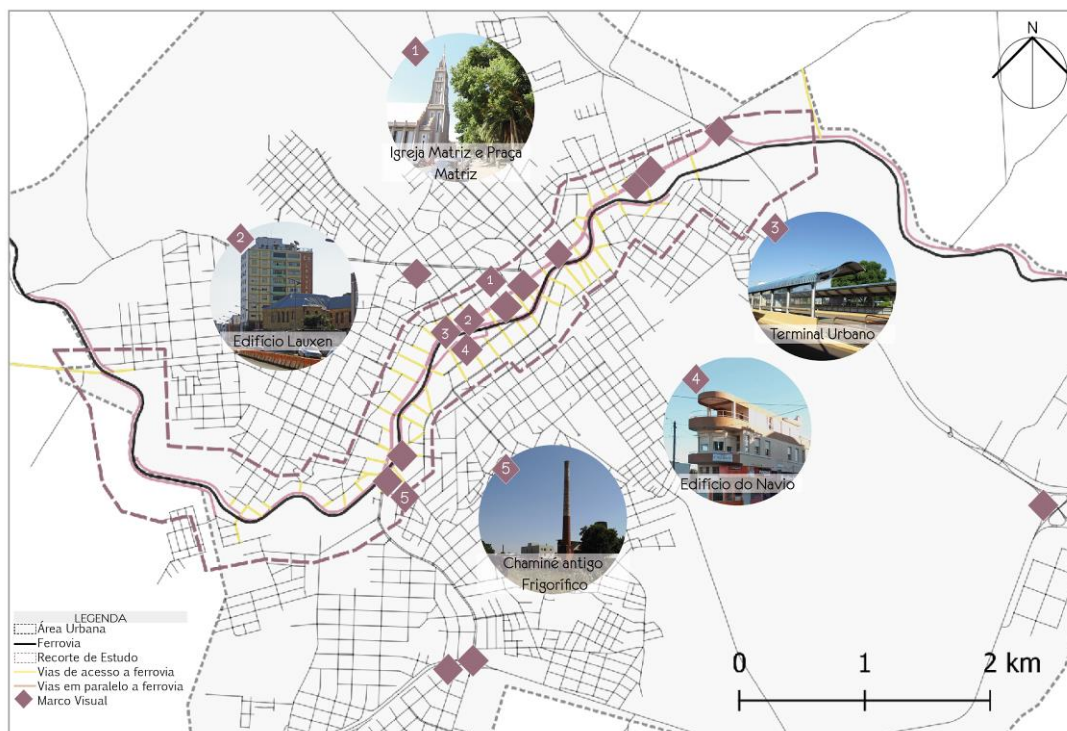 N
1
Igreja Matriz e Praça
Matriz
2
Edifício Lauxen
3
Terminal Urbano
1
2
3
4
4
Edifício do Navio
5
5
Chaminé antigo
Frigorífico
LEGENDA
Área Urbana
Ferrovia
Recorte de Estudo
Vias de acesso a ferrovia
Vias em paralelo a ferrovia
Marco Visual
0 1 2 km